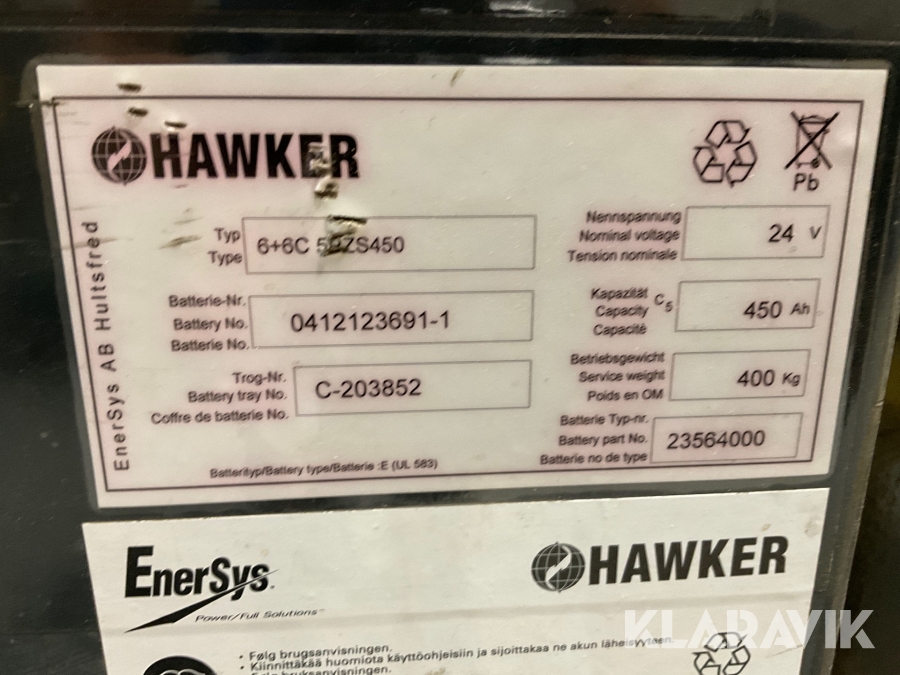 HAWKER
Pb
EnerSys AB Hultsfred
Typ
Type
6+6C 5PZS450
Batterie-Nr.
Battery No.
Batterie No.
0412123691-1
Trog-Nr.
Battery tray No.
Coffre de batterie No.
C-203852
Nennspannung
Nominal voltage
Tension nominale
24 V
Kapazität
Capacity
Capacité
C5
450 Ah
Betriebsgewicht
Service weight
Poids en OM
400 Kg
Batterie Typ-nr.
Battery part No.
Batterie no de type
23564000
Batterityp/Battery type/Batterie :E (UL 583)
EnerSys
Power/Full Solutions™
HAWKER
• Følg brugsanvisningen.
• Kiinnittäkää huomiota käyttöohjeisiin ja sijoittakaa ne akun läheisyyteen.
KLARAVIK